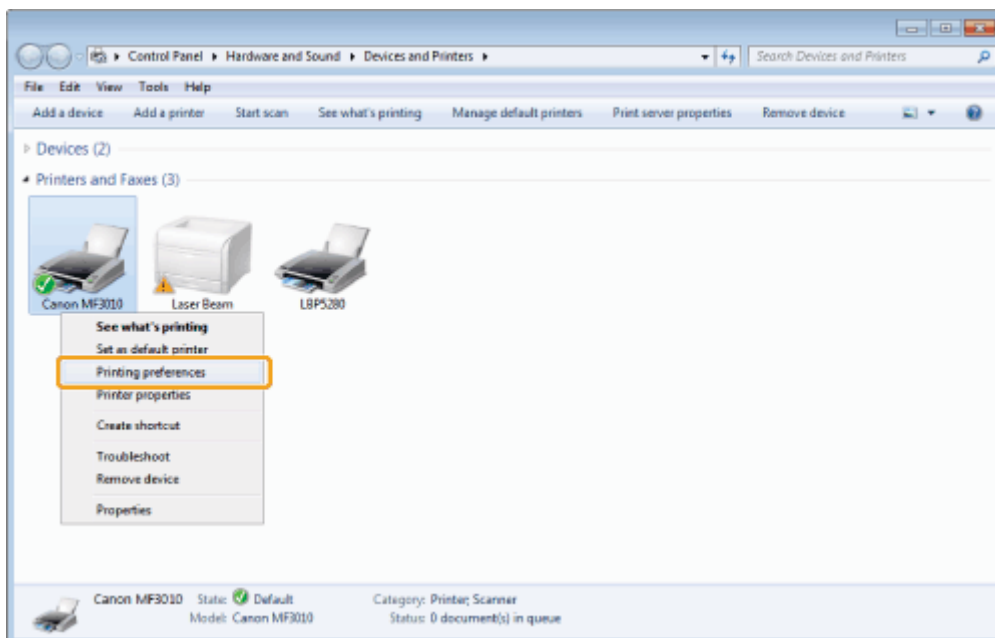 Control Panel Hardware and Sound Devices and Printers Search Devices and Printers
File Edit View Tools Help
Add a device Add a printer Start scan See what's printing Manage default printers Print server properties Remove device
Devices (2)
Printers and Faxes (3)
Canon MF3010 Laser Beam LBP5280
See what's printing
Set as default printer
Printing preferences
Printer properties
Create shortcut
Troubleshoot
Remove device
Properties
Canon MF3010 State: Default Category: Printer; Scanner
Model: Canon MF3010 Status: 0 document(s) in queue